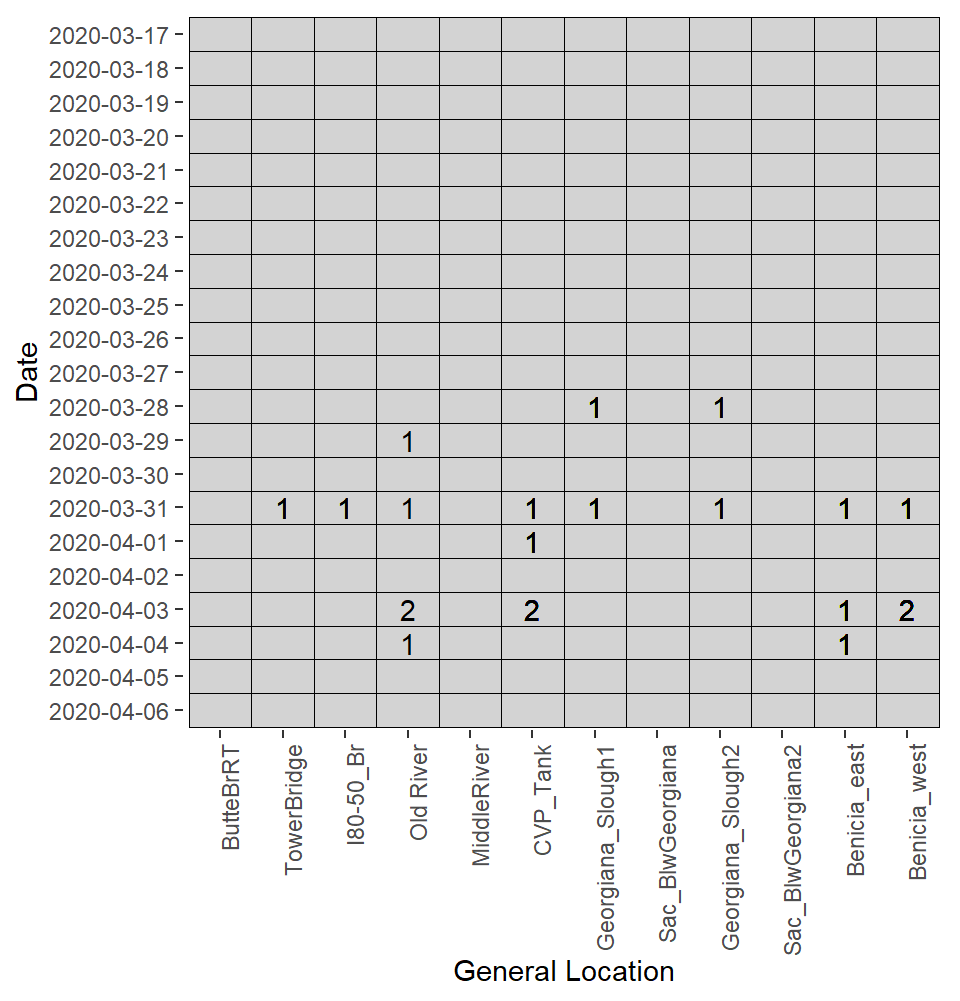 Date
2020-03-17
2020-03-18
2020-03-19
2020-03-20
2020-03-21
2020-03-22
2020-03-23
2020-03-24
2020-03-25
2020-03-26
2020-03-27
2020-03-28 1 1
2020-03-29 1
2020-03-30
2020-03-31 1 1 1 1 1 1 1 1
2020-04-01 1
2020-04-02
2020-04-03 2 2 1 2
2020-04-04 1 1
2020-04-05
2020-04-06
ButteBrRT
TowerBridge
I80-50_Br
Old River
MiddleRiver
CVP_Tank
Georgiana_Slough1
Sac_BlwGeorgiana
Georgiana_Slough2
Sac_BlwGeorgiana2
Benicia_east
Benicia_west
General Location